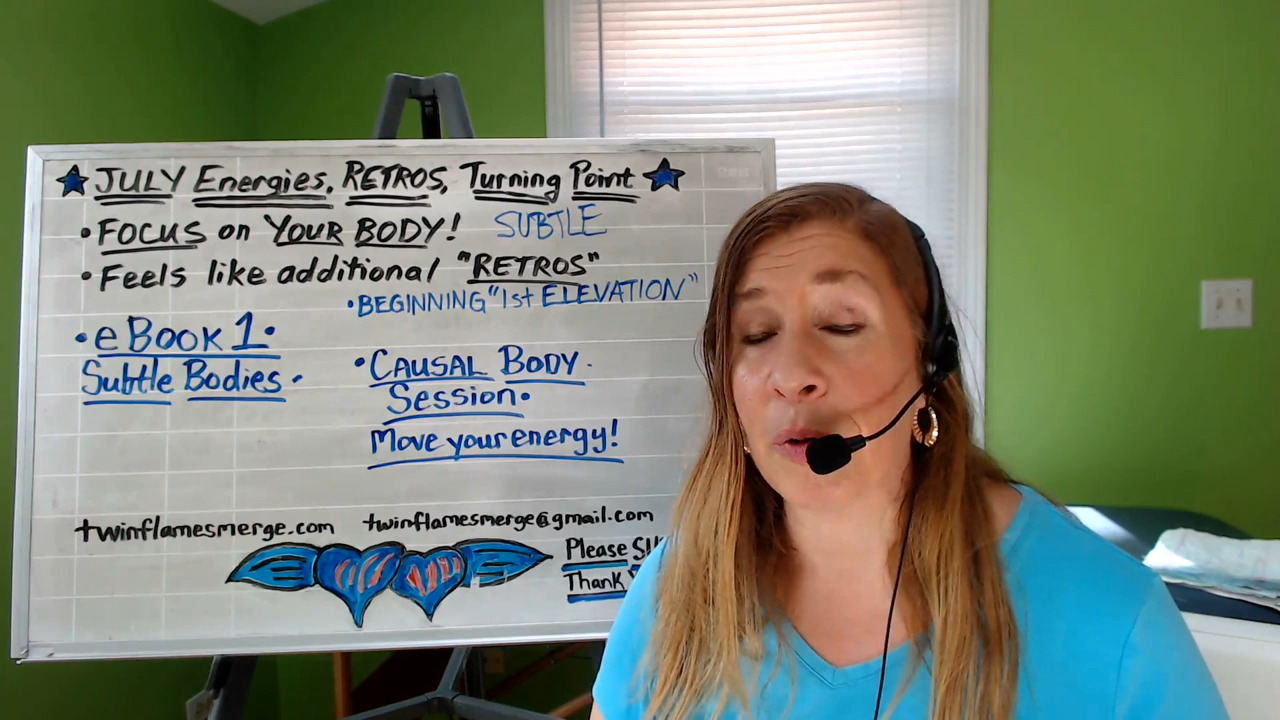 JULY Energies, RETROS, Turning Point
• FOCUS on YOUR BODY! SUBTLE
• Feels like additional "RETROS"
• BEGINNING "1st ELEVATION"
• eBook 1 •
Subtle Bodies •
• CAUSAL BODY •
Session •
Move your energy!
twinflamesmerge.com twinflamesmerge@gmail.com
Please
Thank